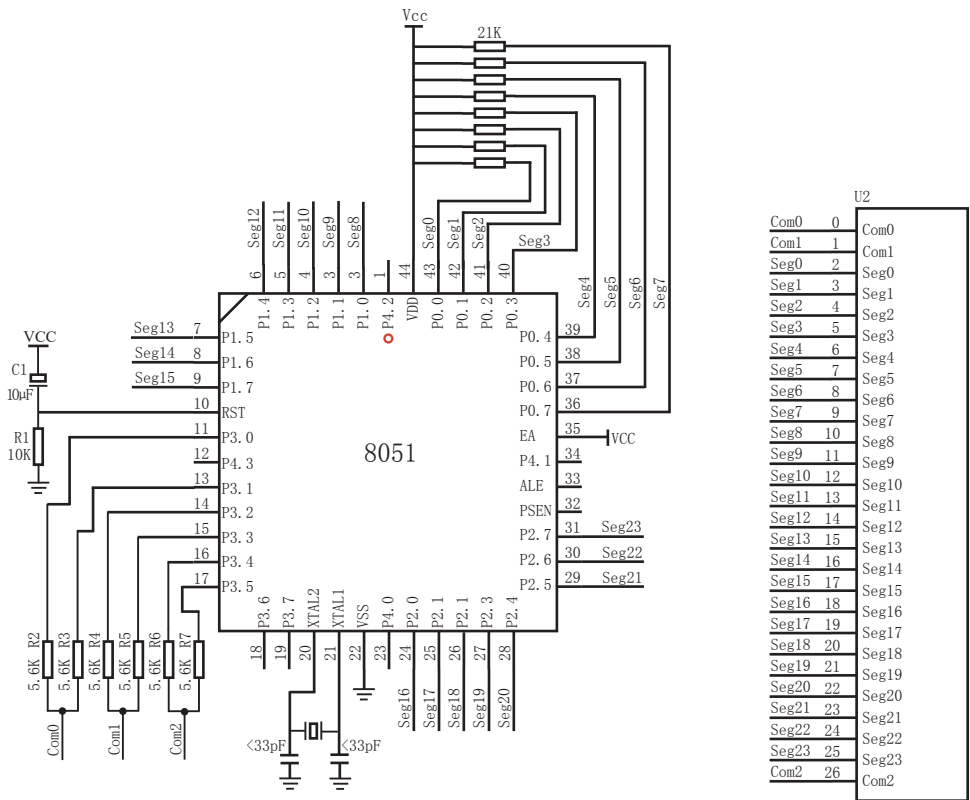 Vcc
21K
Seg12
Seg11
Seg10
Seg9
Seg8
Seg0
Seg1
Seg2
Seg3
Seg4
Seg5
Seg6
Seg7
6
5
4
3
3
1
44
43
42
41
40
P1.4
P1.3
P1.2
P1.1
P1.0
P4.2
VDD
P0.0
P0.1
P0.2
P0.3
VCC
C1
10μF
R1
10K
Seg13 7 P1.5
Seg14 8 P1.6
Seg15 9 P1.7
10 RST
11 P3.0
12 P4.3
13 P3.1
14 P3.2
15 P3.3
16 P3.4
17 P3.5
8051
P0.4 39
P0.5 38
P0.6 37
P0.7 36
EA 35 VCC
P4.1 34
ALE 33
PSEN 32
P2.7 31 Seg23
P2.6 30 Seg22
P2.5 29 Seg21
P3.6
P3.7
XTAL2
XTAL1
VSS
P4.0
P2.0
P2.1
P2.1
P2.3
P2.4
18
19
20
21
22
23
24
25
26
27
28
Seg16
Seg17
Seg18
Seg19
Seg20
5.6K R2
5.6K R3
5.6K R4
5.6K R5
5.6K R6
5.6K R7
Com0
Com1
Com2
<33pF
<33pF
U2
Com0 0 Com0
Com1 1 Com1
Seg0 2 Seg0
Seg1 3 Seg1
Seg2 4 Seg2
Seg3 5 Seg3
Seg4 6 Seg4
Seg5 7 Seg5
Seg6 8 Seg6
Seg7 9 Seg7
Seg8 10 Seg8
Seg9 11 Seg9
Seg10 12 Seg10
Seg11 13 Seg11
Seg12 14 Seg12
Seg13 15 Seg13
Seg14 16 Seg14
Seg15 17 Seg15
Seg16 18 Seg16
Seg17 19 Seg17
Seg18 20 Seg18
Seg19 21 Seg19
Seg20 22 Seg20
Seg21 23 Seg21
Seg22 24 Seg22
Seg23 25 Seg23
Com2 26 Com2